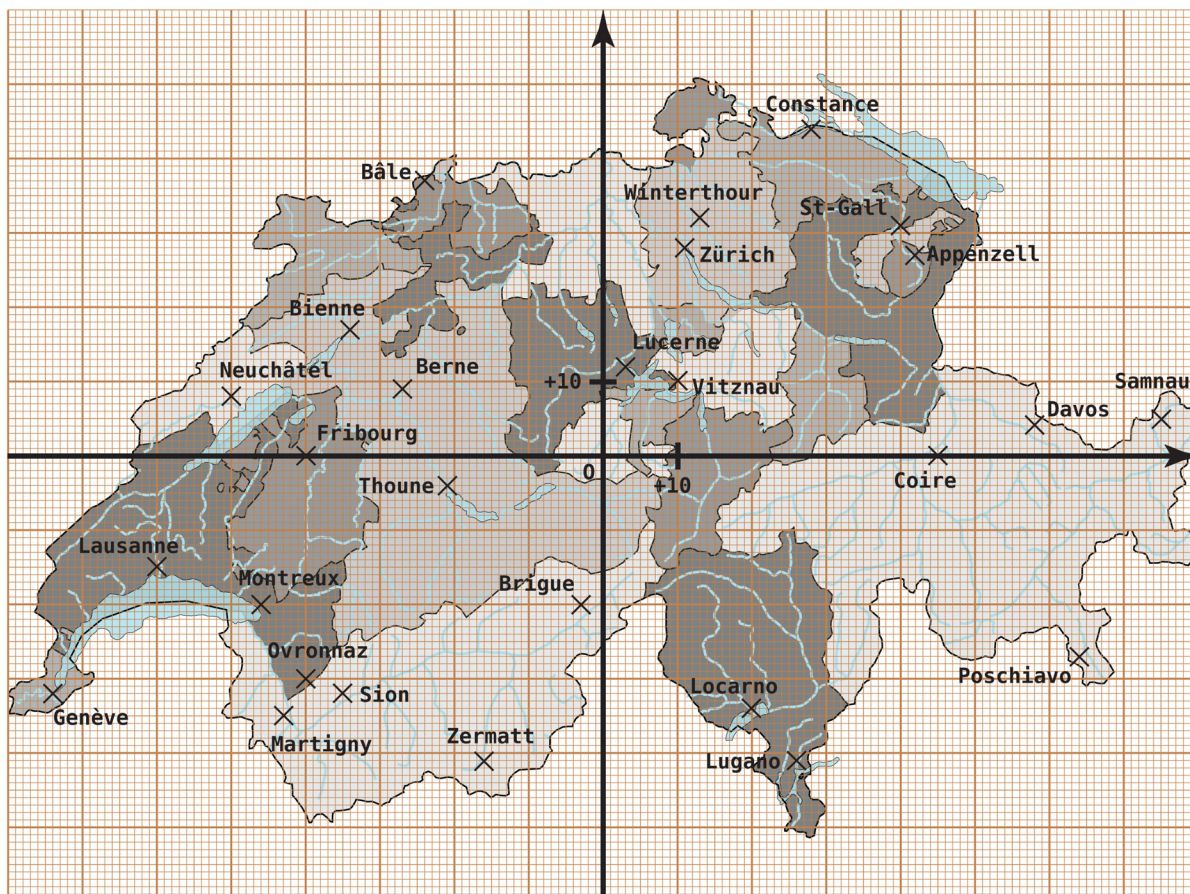 Constance
Bâle
Winterthour
St-Gall
Zürich
Appenzell
Bienne
Lucerne
Neuchâtel
Berne
+10
Vitznau
Samnau
Davos
Fribourg
O
+10
Thoune
Coire
Lausanne
Montreux
Brigue
Ovronnaz
Poschiavo
Sion
Locarno
Genève
Martigny
Zermatt
Lugano